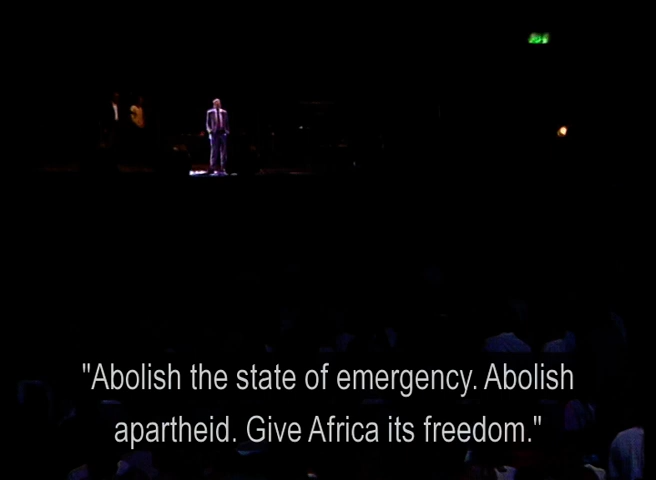 "Abolish the state of emergency. Abolish
apartheid. Give Africa its freedom."